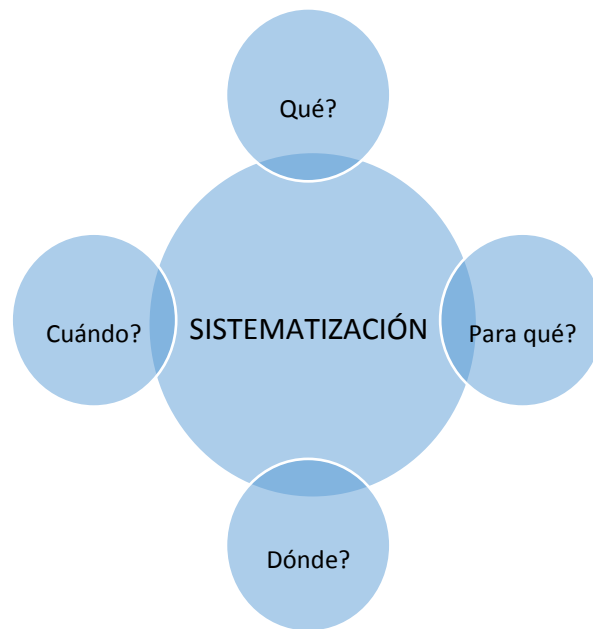 Qué?
Cuándo?
SISTEMATIZACIÓN
Para qué?
Dónde?